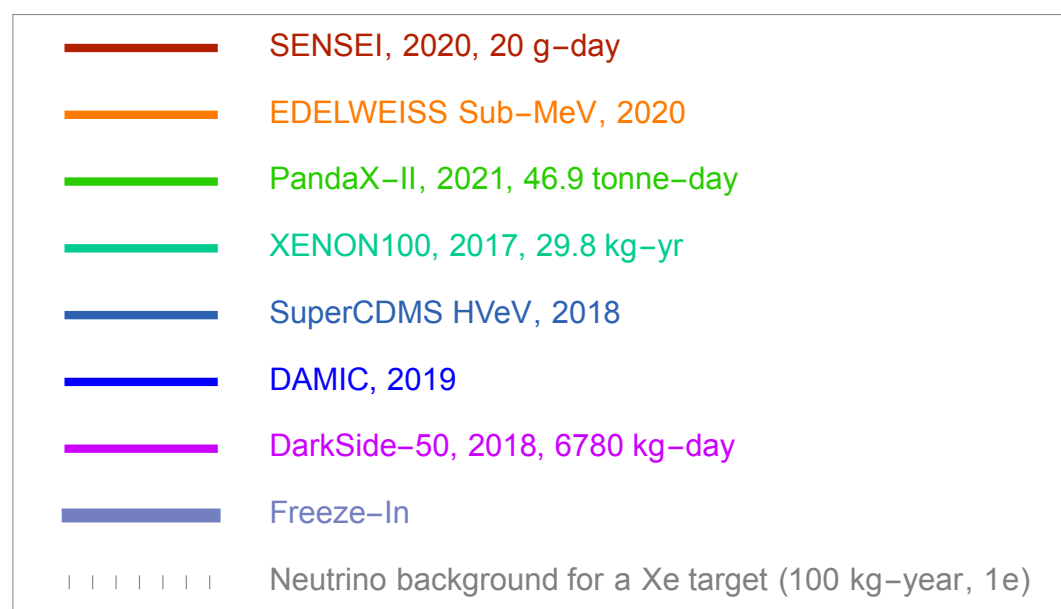 SENSEI, 2020, 20 g−day
EDELWEISS Sub−MeV, 2020
PandaX−II, 2021, 46.9 tonne−day
XENON100, 2017, 29.8 kg−yr
SuperCDMS HVeV, 2018
DAMIC, 2019
DarkSide−50, 2018, 6780 kg−day
Freeze−In
Neutrino background for a Xe target (100 kg−year, 1e)